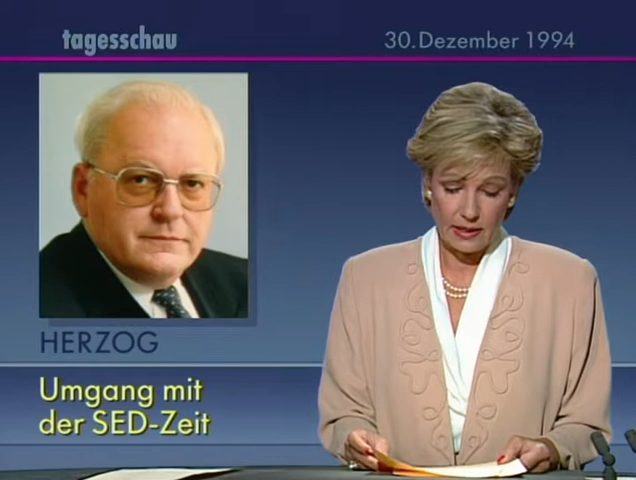 tagesschau
30.Dezember 1994
HERZOG
Umgang mit
der SED-Zeit